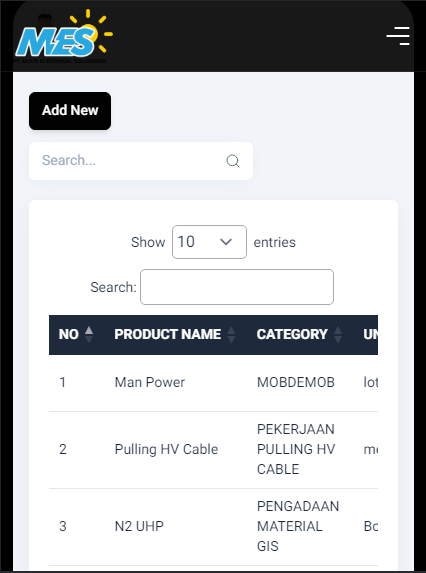 MES
Add New
Search...
Show 10 entries
Search:
NO PRODUCT NAME CATEGORY UN
1 Man Power MOBDEMOB lot
2 Pulling HV Cable PEKERJAAN PULLING HV CABLE me
3 N2 UHP PENGADAAN MATERIAL GIS Bo